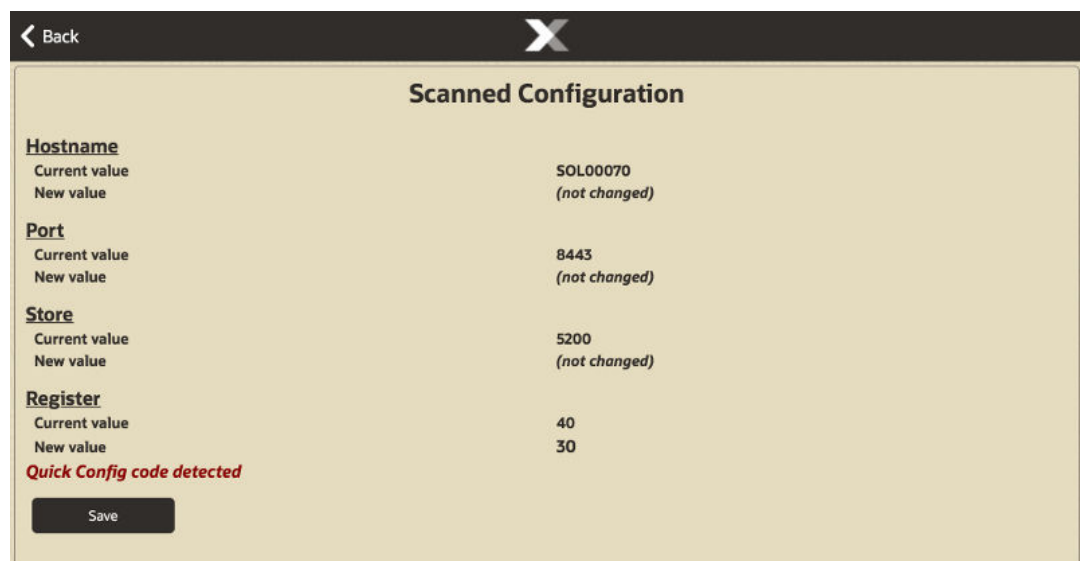 Back
Scanned Configuration
Hostname
Current value SOL00070
New value (not changed)
Port
Current value 8443
New value (not changed)
Store
Current value 5200
New value (not changed)
Register
Current value 40
New value 30
Quick Config code detected
Save